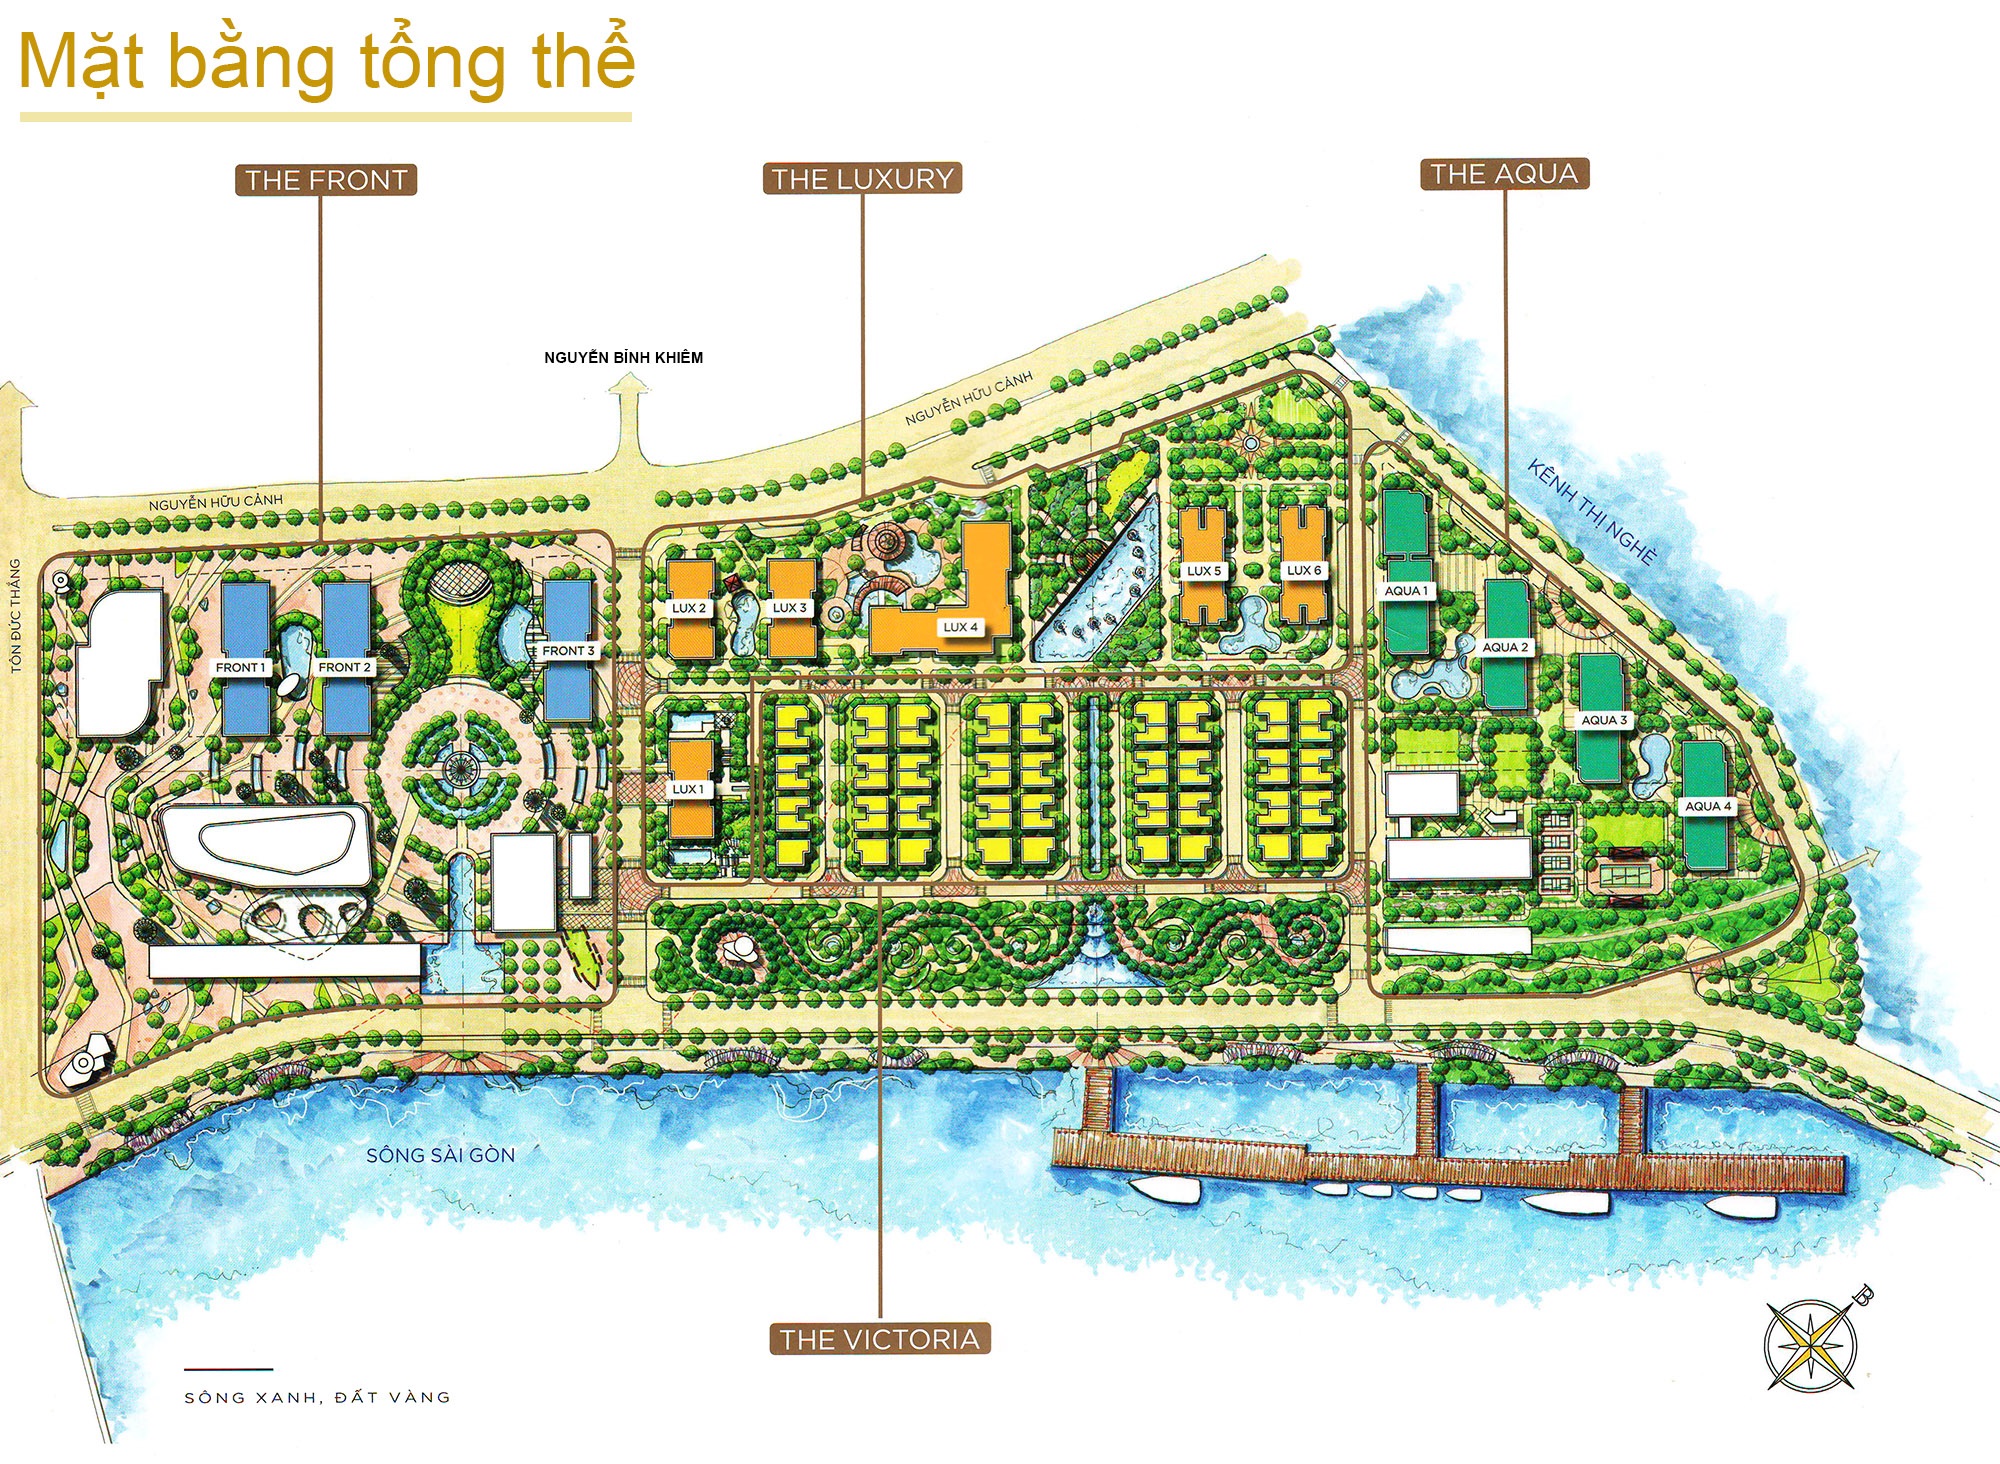 Mặt bằng tổng thể
THE FRONT
THE LUXURY
THE AQUA
NGUYỄN BỈNH KHIÊM
NGUYỄN HỮU CẢNH
NGUYỄN HỮU CẢNH
KÊNH THỊ NGHÈ
TÔN ĐỨC THẮNG
FRONT 1
FRONT 2
FRONT 3
LUX 2
LUX 3
LUX 4
LUX 5
LUX 6
LUX 1
AQUA 1
AQUA 2
AQUA 3
AQUA 4
SÔNG SÀI GÒN
THE VICTORIA
B
SÔNG XANH, ĐẤT VÀNG